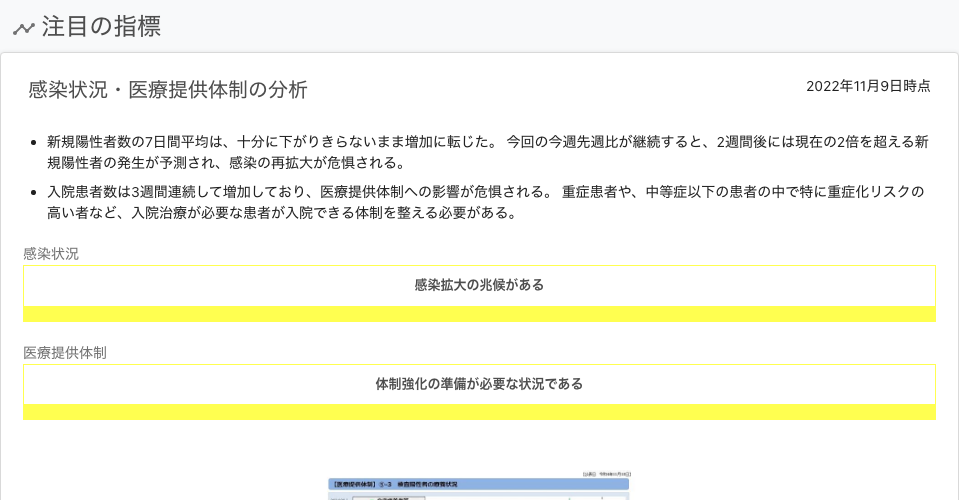 注目の指標
感染状況・医療提供体制の分析
2022年11月9日時点
新規陽性者数の7日間平均は、十分に下がりきらないまま増加に転じた。 今回の今週先週比が継続すると、2週間後には現在の2倍を超える新
規陽性者の発生が予測され、感染の再拡大が危惧される。
入院患者数は3週間連続して増加しており、医療提供体制への影響が危惧される。 重症患者や、中等症以下の患者の中で特に重症化リスクの
高い者など、入院治療が必要な患者が入院できる体制を整える必要がある。
感染状況
感染拡大の兆候がある
医療提供体制
体制強化の準備が必要な状況である
【医療提供体制】⑤-3 検査陽性者の療養状況